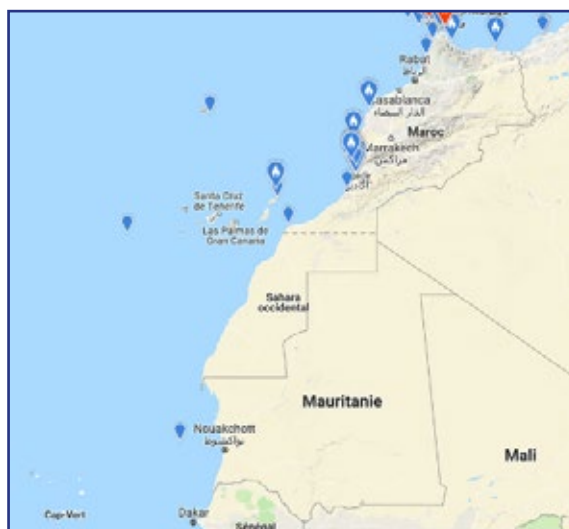 Rabat
الرباط
Casablanca
الدار البيضاء
Maroc
Marrakech
مراكش
Santa Cruz
de Tenerife
Las Palmas de
Gran Canaria
Sahara
occidental
Mauritanie
Nouakchott
نواكشوط
Mali
Cap-Vert
Dakar
Sénégal